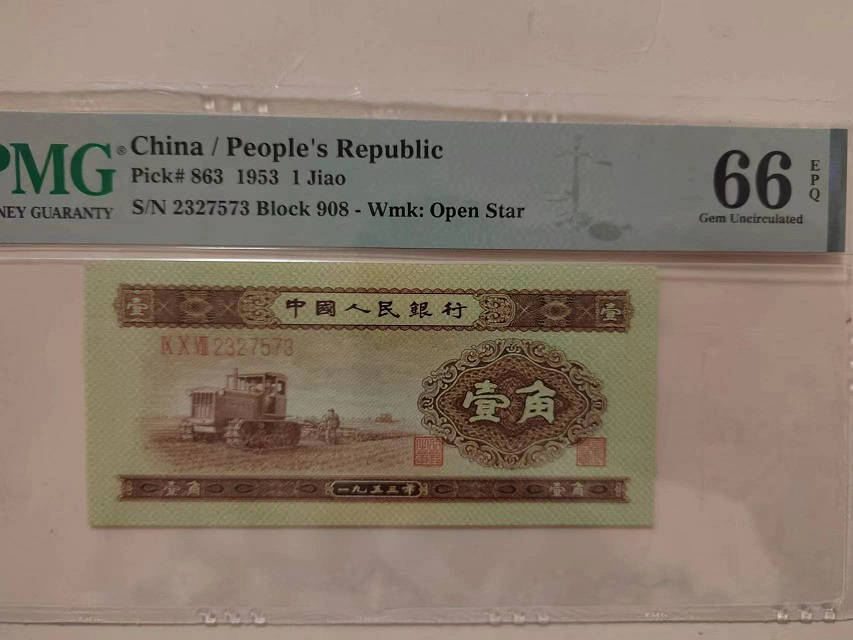 PMG®
NEY GUARANTY
China / People's Republic
Pick# 863 1953 1 Jiao
S/N 2327573 Block 908 - Wmk: Open Star
66
EPQ
Gem Uncirculated
壹
中國人民銀行
壹
IX X VIII 2327573
壹角
壹角
一九五三年
壹角